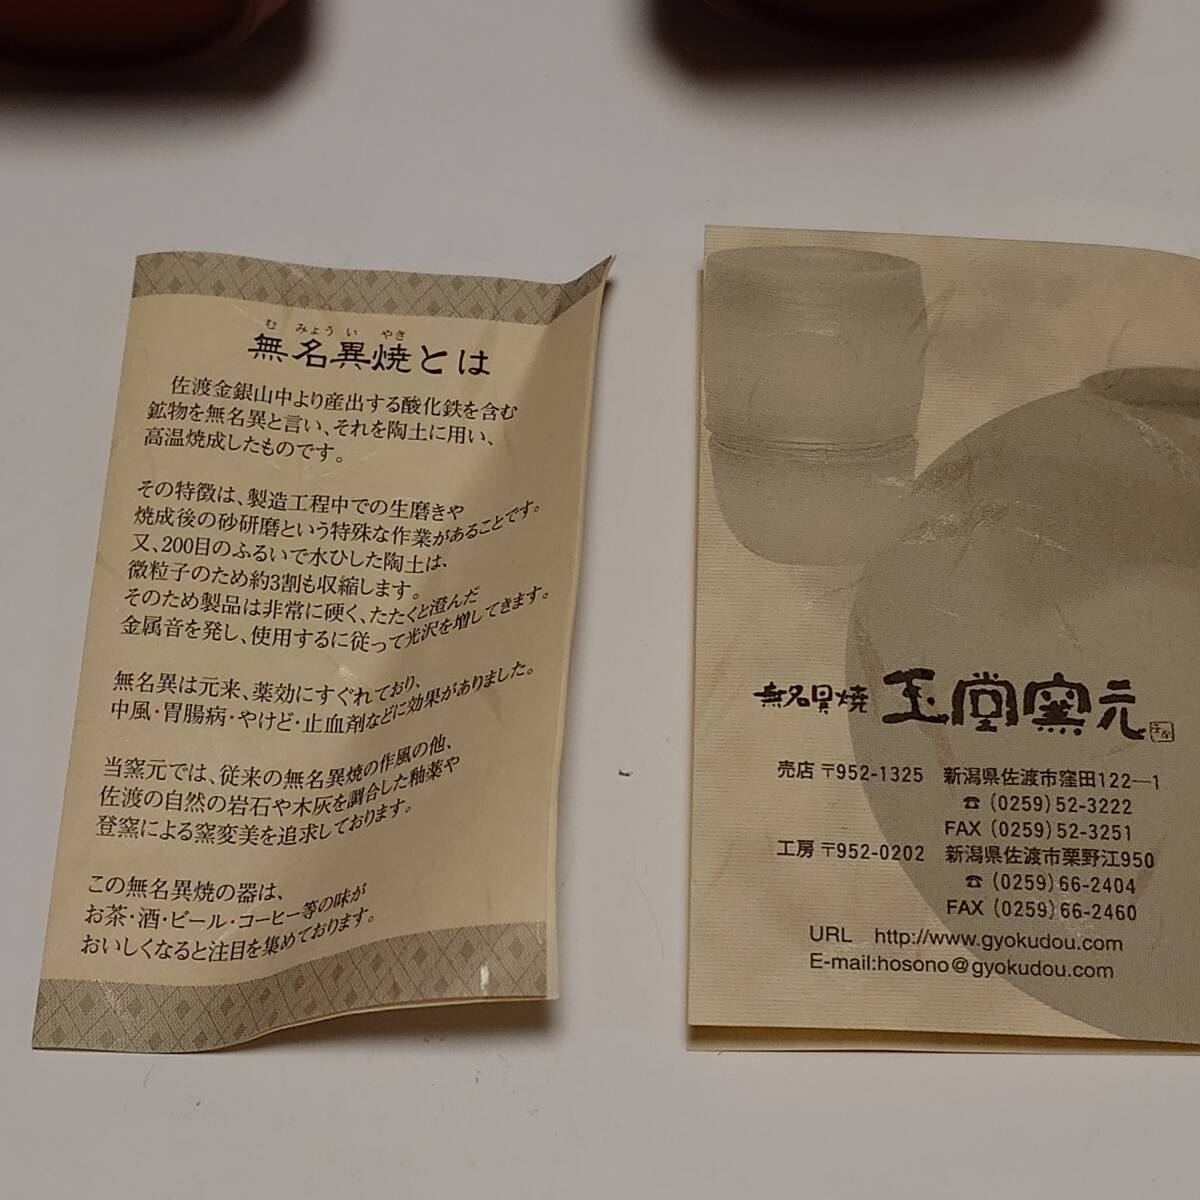 む みょう い やき
無名異焼とは
佐渡金銀山中より産出する酸化鉄を含む
鉱物を無名異と言い、それを陶土に用い、
高温焼成したものです。
その特徴は、製造工程中での生磨きや
焼成後の砂研磨という特殊な作業があることです。
又、200目のふるいで水ひした陶土は、
微粒子のため約3割も収縮します。
そのため製品は非常に硬く、たたくと澄んだ
金属音を発し、使用するに従って光沢を増してきます。
無名異は元来、薬効にすぐれており、
中風・胃腸病・やけど・止血剤などに効果がありました。
当窯元では、従来の無名異焼の作風の他、
佐渡の自然の岩石や木灰を調合した釉薬や
登窯による窯変美を追求しております。
この無名異焼の器は、
お茶・酒・ビール・コーヒー等の味が
おいしくなると注目を集めております。
無名異焼 玉堂窯元
売店 〒952-1325 新潟県佐渡市窪田122—1
☎ (0259)52-3222
FAX (0259)52-3251
工房 〒952-0202 新潟県佐渡市栗野江950
☎ (0259)66-2404
FAX (0259)66-2460
URL http://www.gyokudou.com
E-mail:hosono@gyokudou.com